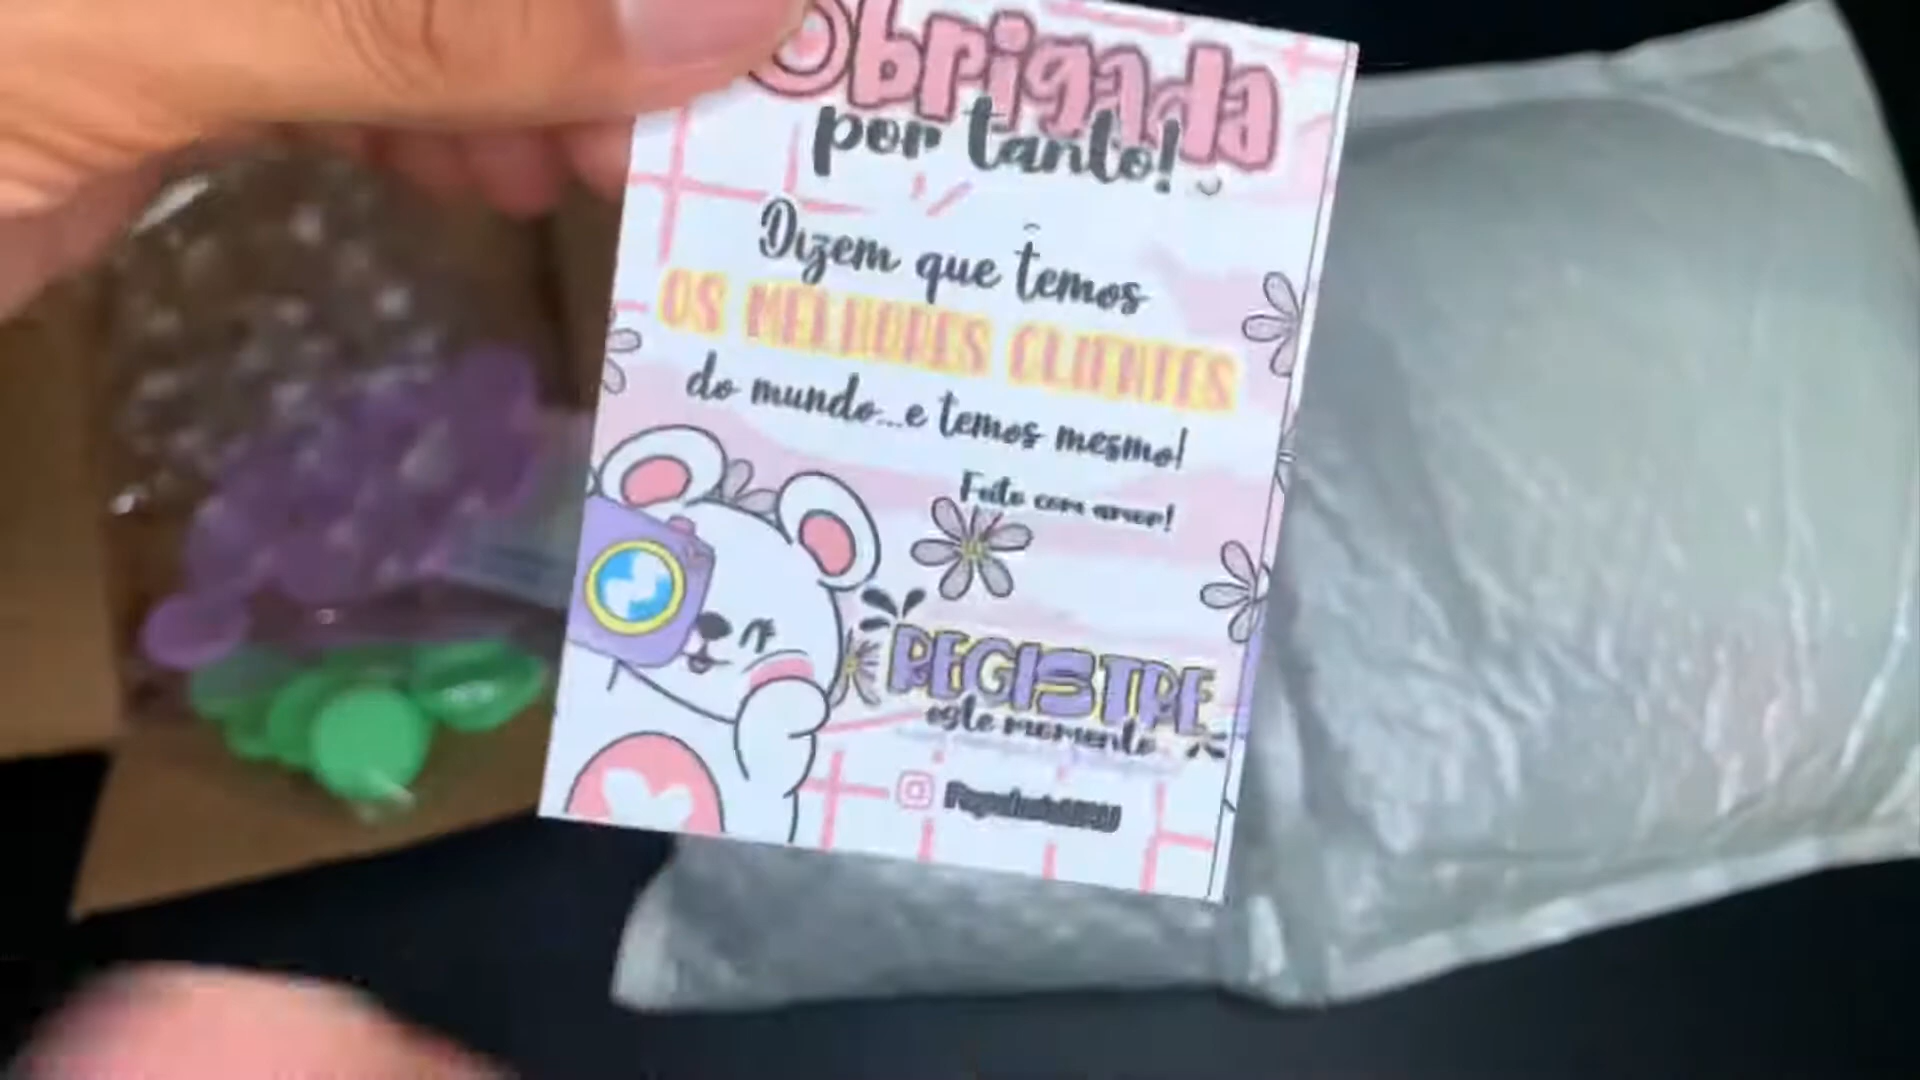 Obrigada
por tanto!
Dizem que temos
OS MELHORES CLIENTES
do mundo...e temos mesmo!
Feito com amor!
REGISTRE
este momento